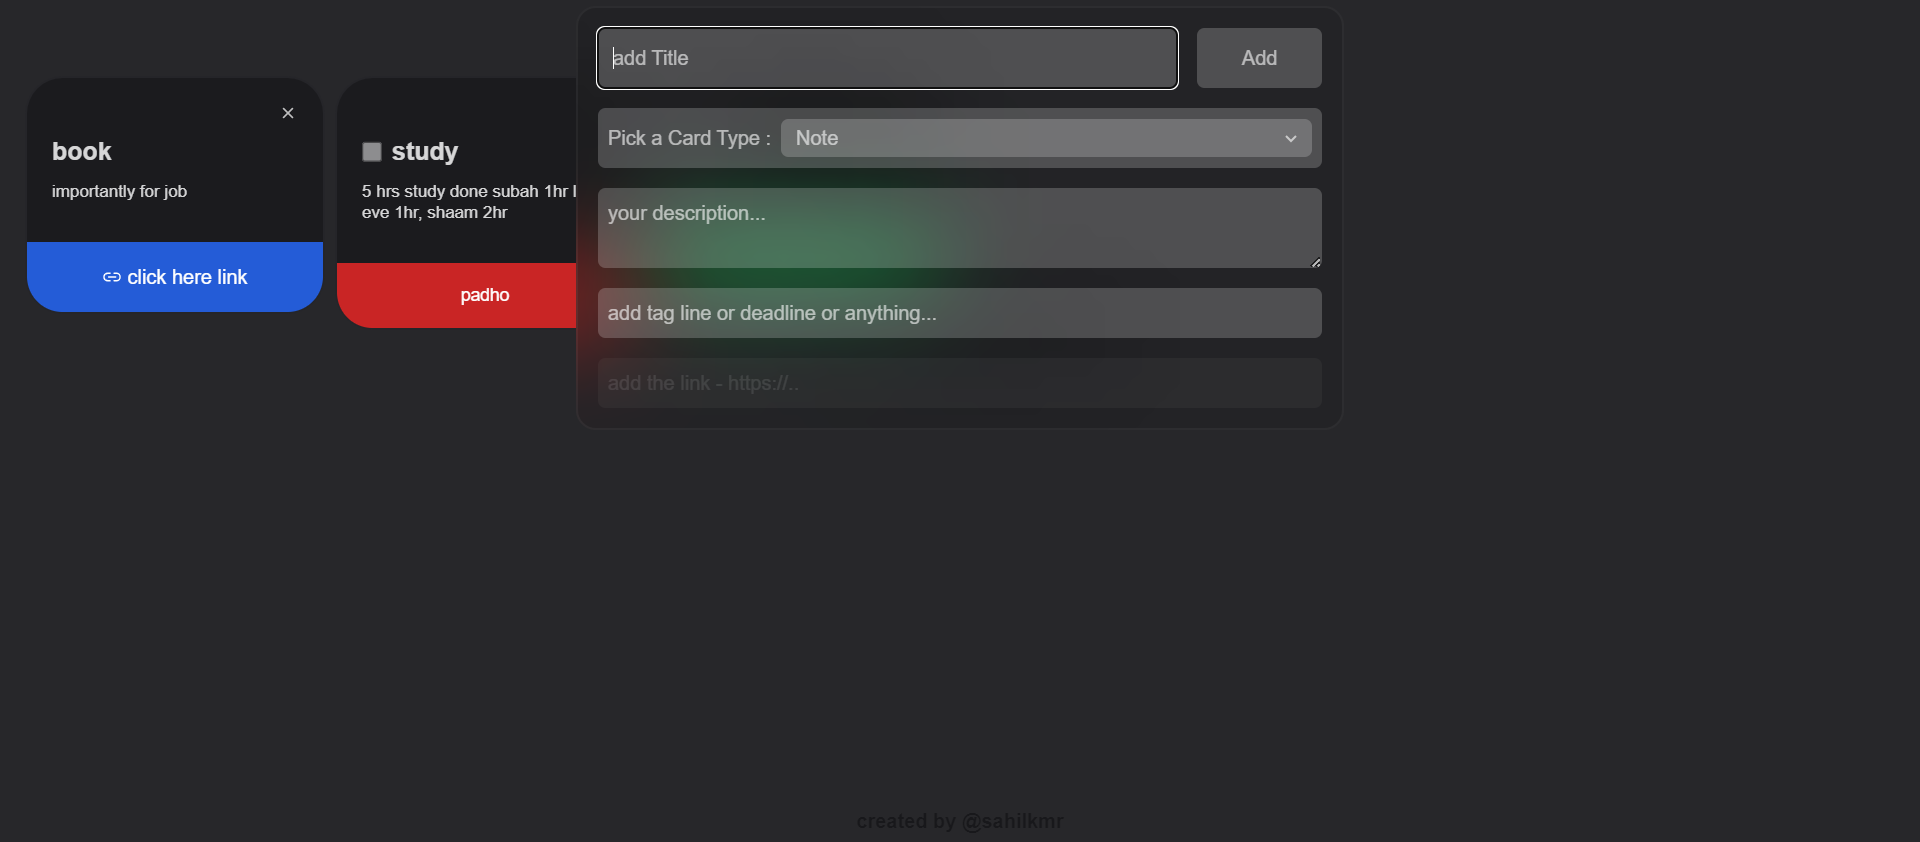 add Title
Add
Pick a Card Type :
Note
your description...
add tag line or deadline or anything...
add the link - https://..
book
importantly for job
click here link
study
5 hrs study done subah 1hr
eve 1hr, shaam 2hr
padho
created by @sahilkmr